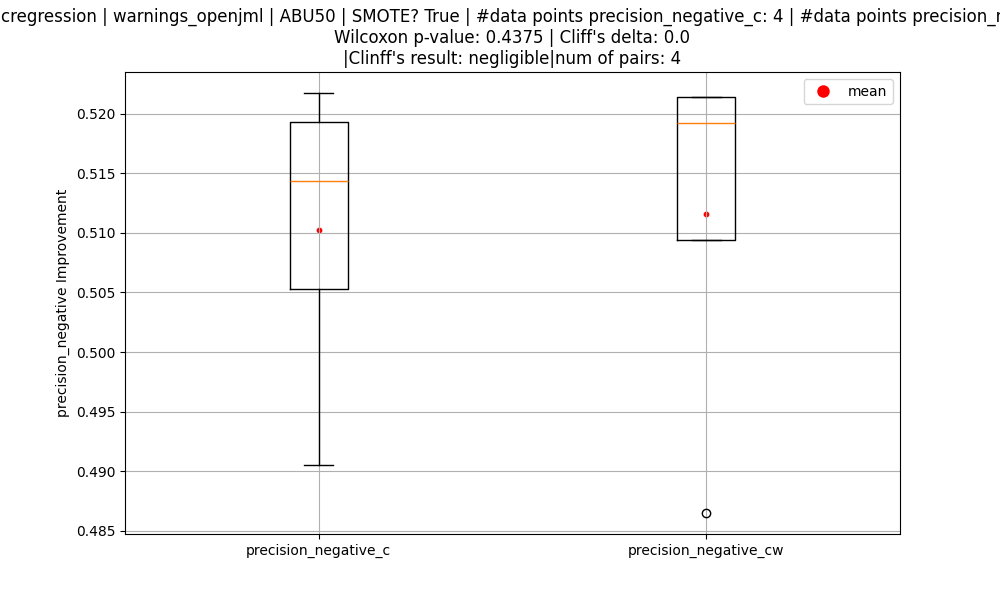 cregression | warnings_openjml | ABU50 | SMOTE? True | #data points precision_negative_c: 4 | #data points
Wilcoxon p-value: 0.4375 | Cliff's delta: 0.0
|Clinff's result: negligible|num of pairs: 4
mean
0.520
0.515
0.510
0.505
0.500
0.495
0.490
0.485
precision_negative Improvement
precision_negative_c
precision_negative_cw